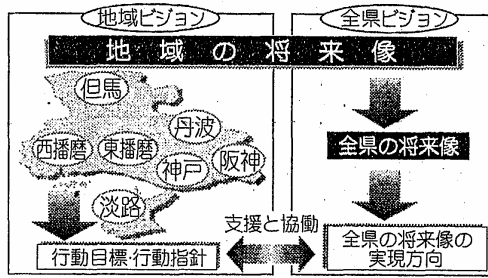 地域ビジョン
全県ビジョン
地域の将来像
但馬
丹波
西播磨
東播磨
神戸
阪神
淡路
全県の将来像
支援と協働
行動目標・行動指針
全県の将来像の
実現方向